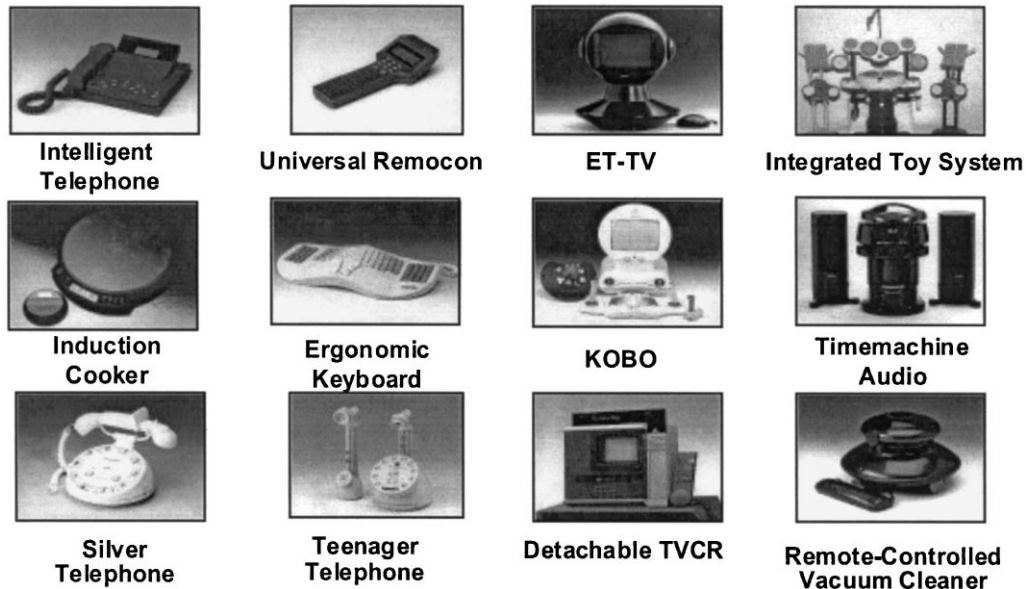 Intelligent
Telephone
Universal Remocon
ET-TV
Integrated Toy System
Induction
Cooker
Ergonomic
Keyboard
KOBO
Timemachine
Audio
Silver
Telephone
Teenager
Telephone
Detachable TVCR
Remote-Controlled
Vacuum Cleaner